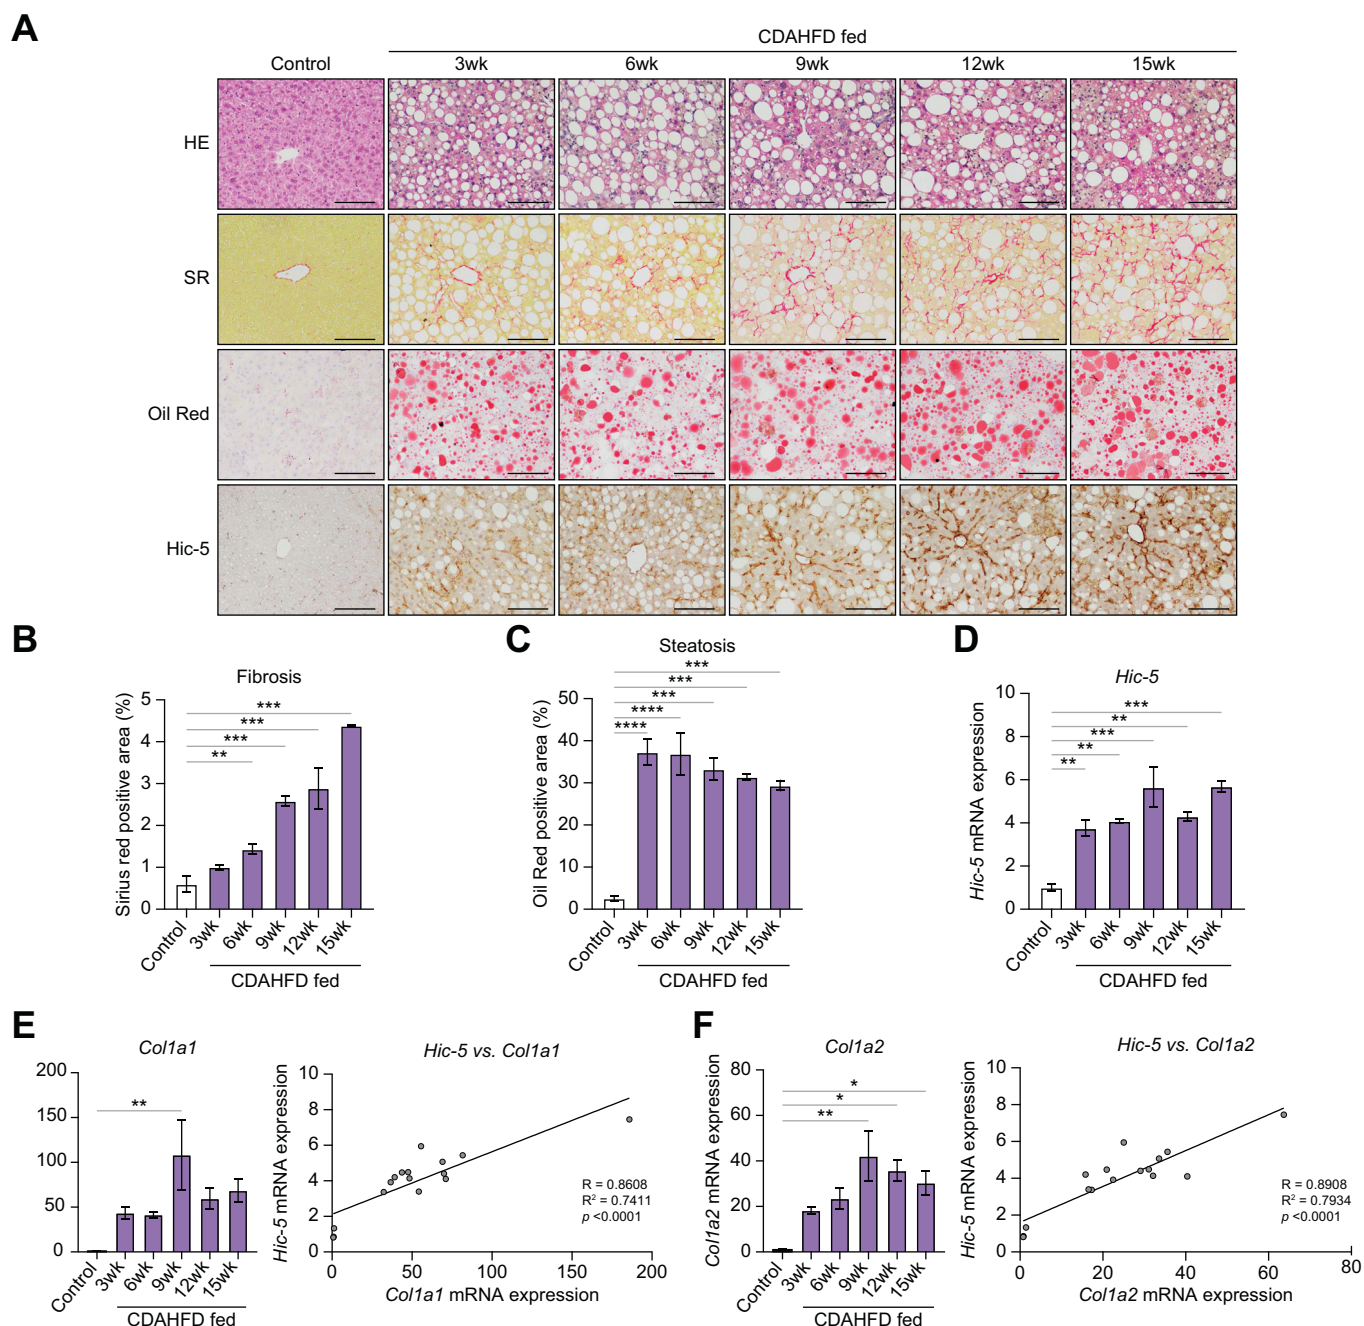 A
CDAHFD fed
Control 3wk 6wk 9wk 12wk 15wk
HE
SR
Oil Red
Hic-5
B
Fibrosis
Sirius red positive area (%)
5
4
3
2
1
0
***
***
***
**
Control 3wk 6wk 9wk 12wk 15wk
CDAHFD fed
C
Steatosis
Oil Red positive area (%)
50
40
30
20
10
0
***
***
***
****
****
Control 3wk 6wk 9wk 12wk 15wk
CDAHFD fed
D
Hic-5
Hic-5 mRNA expression
10
8
6
4
2
0
***
**
***
**
**
Control 3wk 6wk 9wk 12wk 15wk
CDAHFD fed
E
Col1a1
200
150
100
50
0
**
Control 3wk 6wk 9wk 12wk 15wk
CDAHFD fed
Hic-5 vs. Col1a1
Hic-5 mRNA expression
10
8
6
4
2
0
R = 0.8608
R² = 0.7411
p <0.0001
0 50 100 150 200
Col1a1 mRNA expression
F
Col1a2
Col1a2 mRNA expression
80
60
40
20
0
*
*
**
Control 3wk 6wk 9wk 12wk 15wk
CDAHFD fed
Hic-5 vs. Col1a2
Hic-5 mRNA expression
10
8
6
4
2
0
R = 0.8908
R² = 0.7934
p <0.0001
0 20 40 60 80
Col1a2 mRNA expression